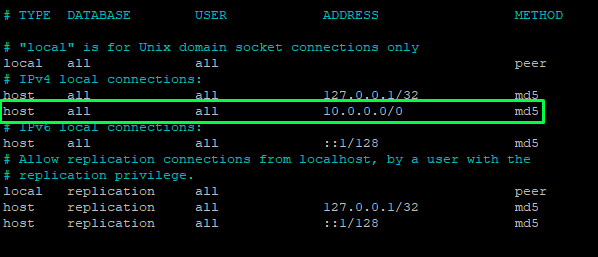 # TYPE  DATABASE        USER            ADDRESS                 METHOD
# "local" is for Unix domain socket connections only
local   all             all                                     peer
# IPv4 local connections:
host    all             all             127.0.0.1/32            md5
host    all             all             10.0.0.0/0              md5
# IPv6 local connections:
host    all             all             ::1/128                 md5
# Allow replication connections from localhost, by a user with the
# replication privilege.
local   replication     all                                     peer
host    replication     all             127.0.0.1/32            md5
host    replication     all             ::1/128                 md5